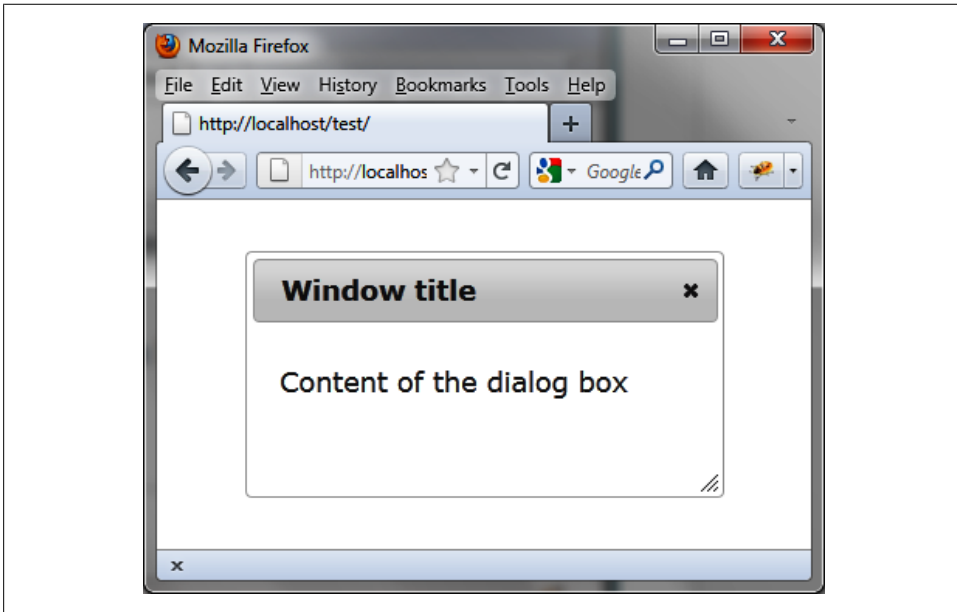 Mozilla Firefox
File Edit View History Bookmarks Tools Help
http://localhost/test/
http://localhos Google
Window title
Content of the dialog box